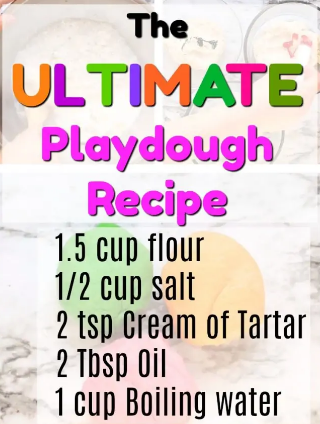 The
ULTIMATE
Playdough
Recipe
1.5 cup flour
1/2 cup salt
2 tsp Cream of Tartar
2 Tbsp Oil
1 cup Boiling water